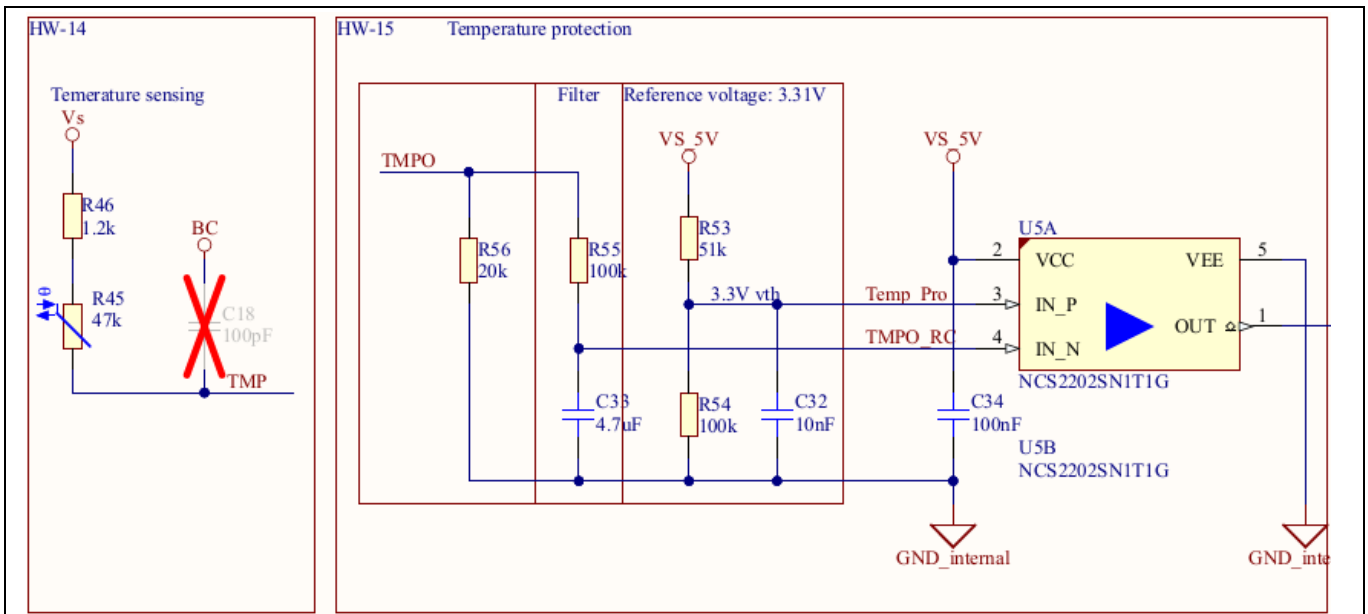 HW-14
Temerature sensing
Vs
R46
1.2k
BC
θ
R45
47k
C18
100pF
TMP
HW-15 Temperature protection
Filter Reference voltage: 3.31V
TMPO
VS_5V
VS_5V
R56
20k
R55
100k
R53
51k
3.3V vth
Temp_Pro
TMPO_RC
U5A
2 VCC VEE 5
3 IN_P
OUT 1
4 IN_N
NCS2202SN1T1G
C33
4.7uF
R54
100k
C32
10nF
C34
100nF
U5B
NCS2202SN1T1G
GND_internal
GND_inte